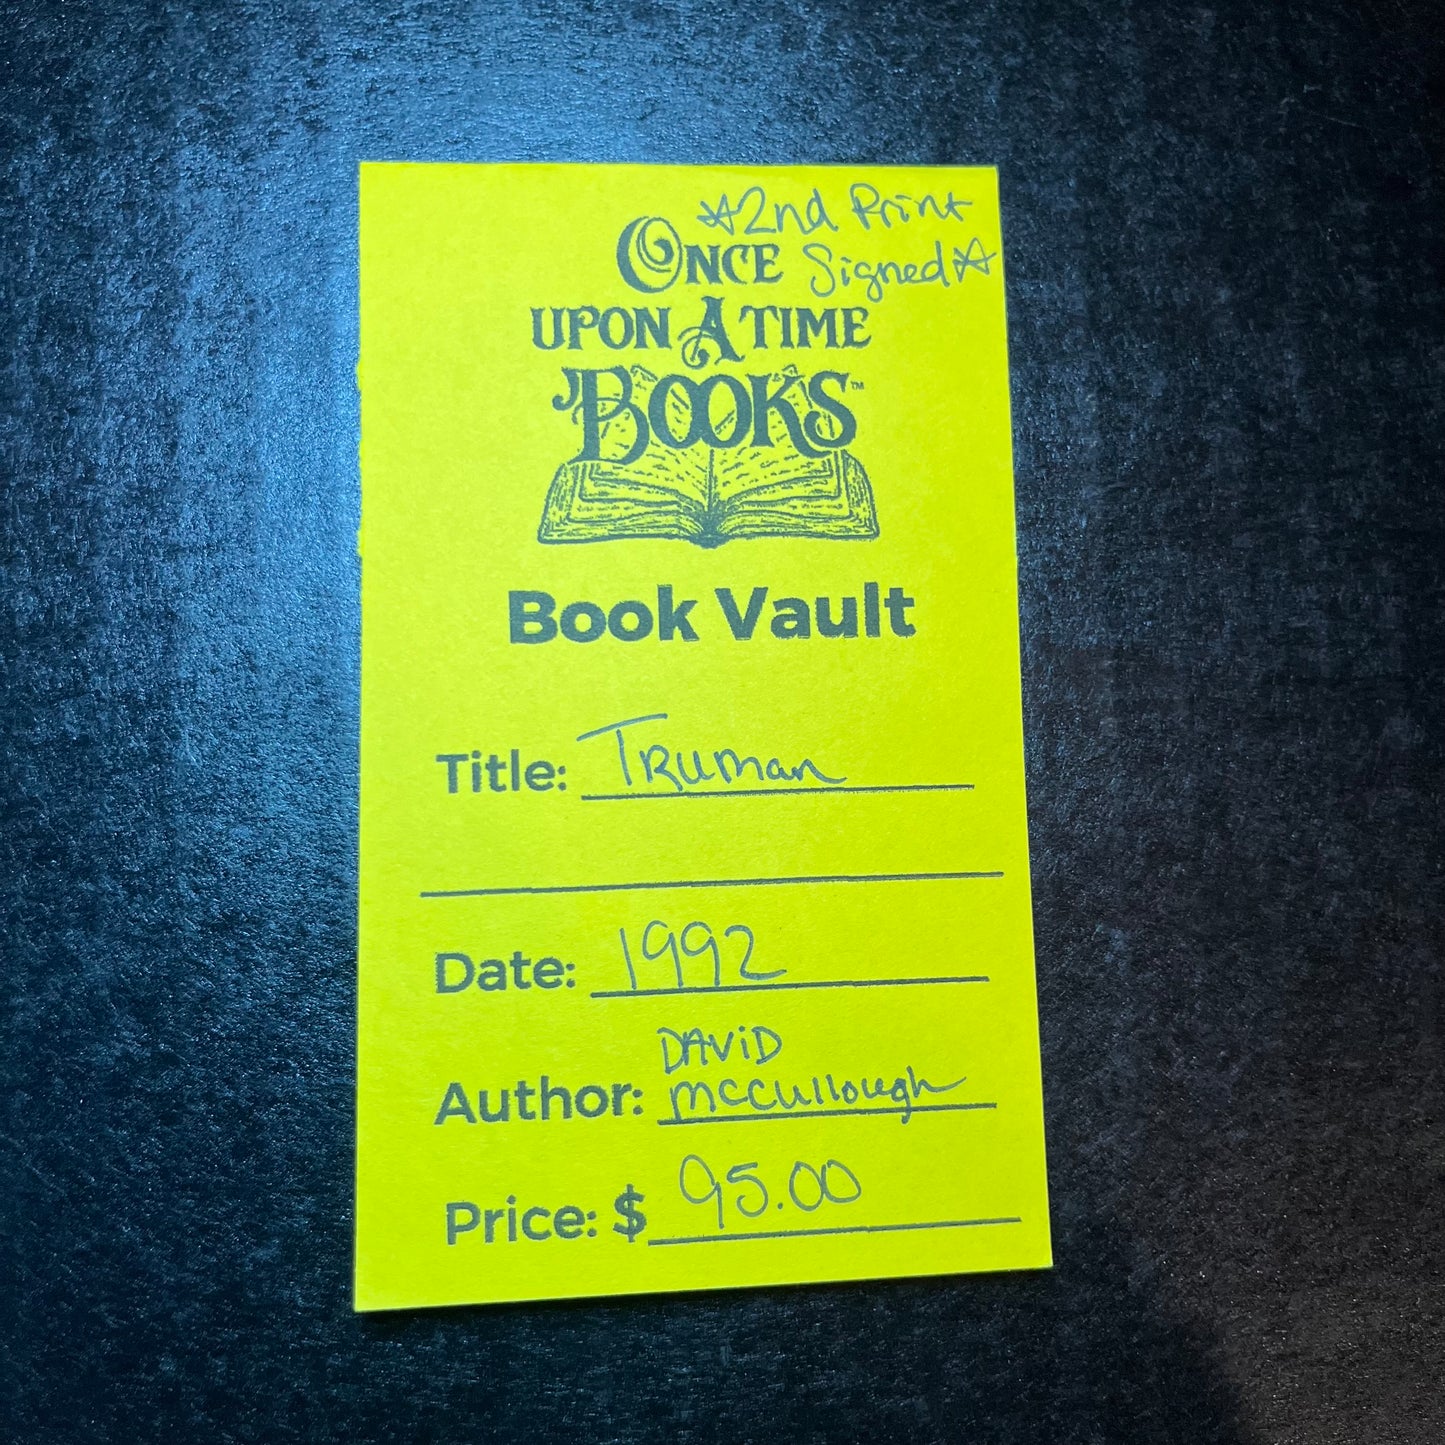 ☆2nd Print
Signed☆
ONCE
UPON A TIME
BOOKS™
Book Vault
Title: Truman
Date: 1992
David
Author: McCullough
Price: $ 95.00